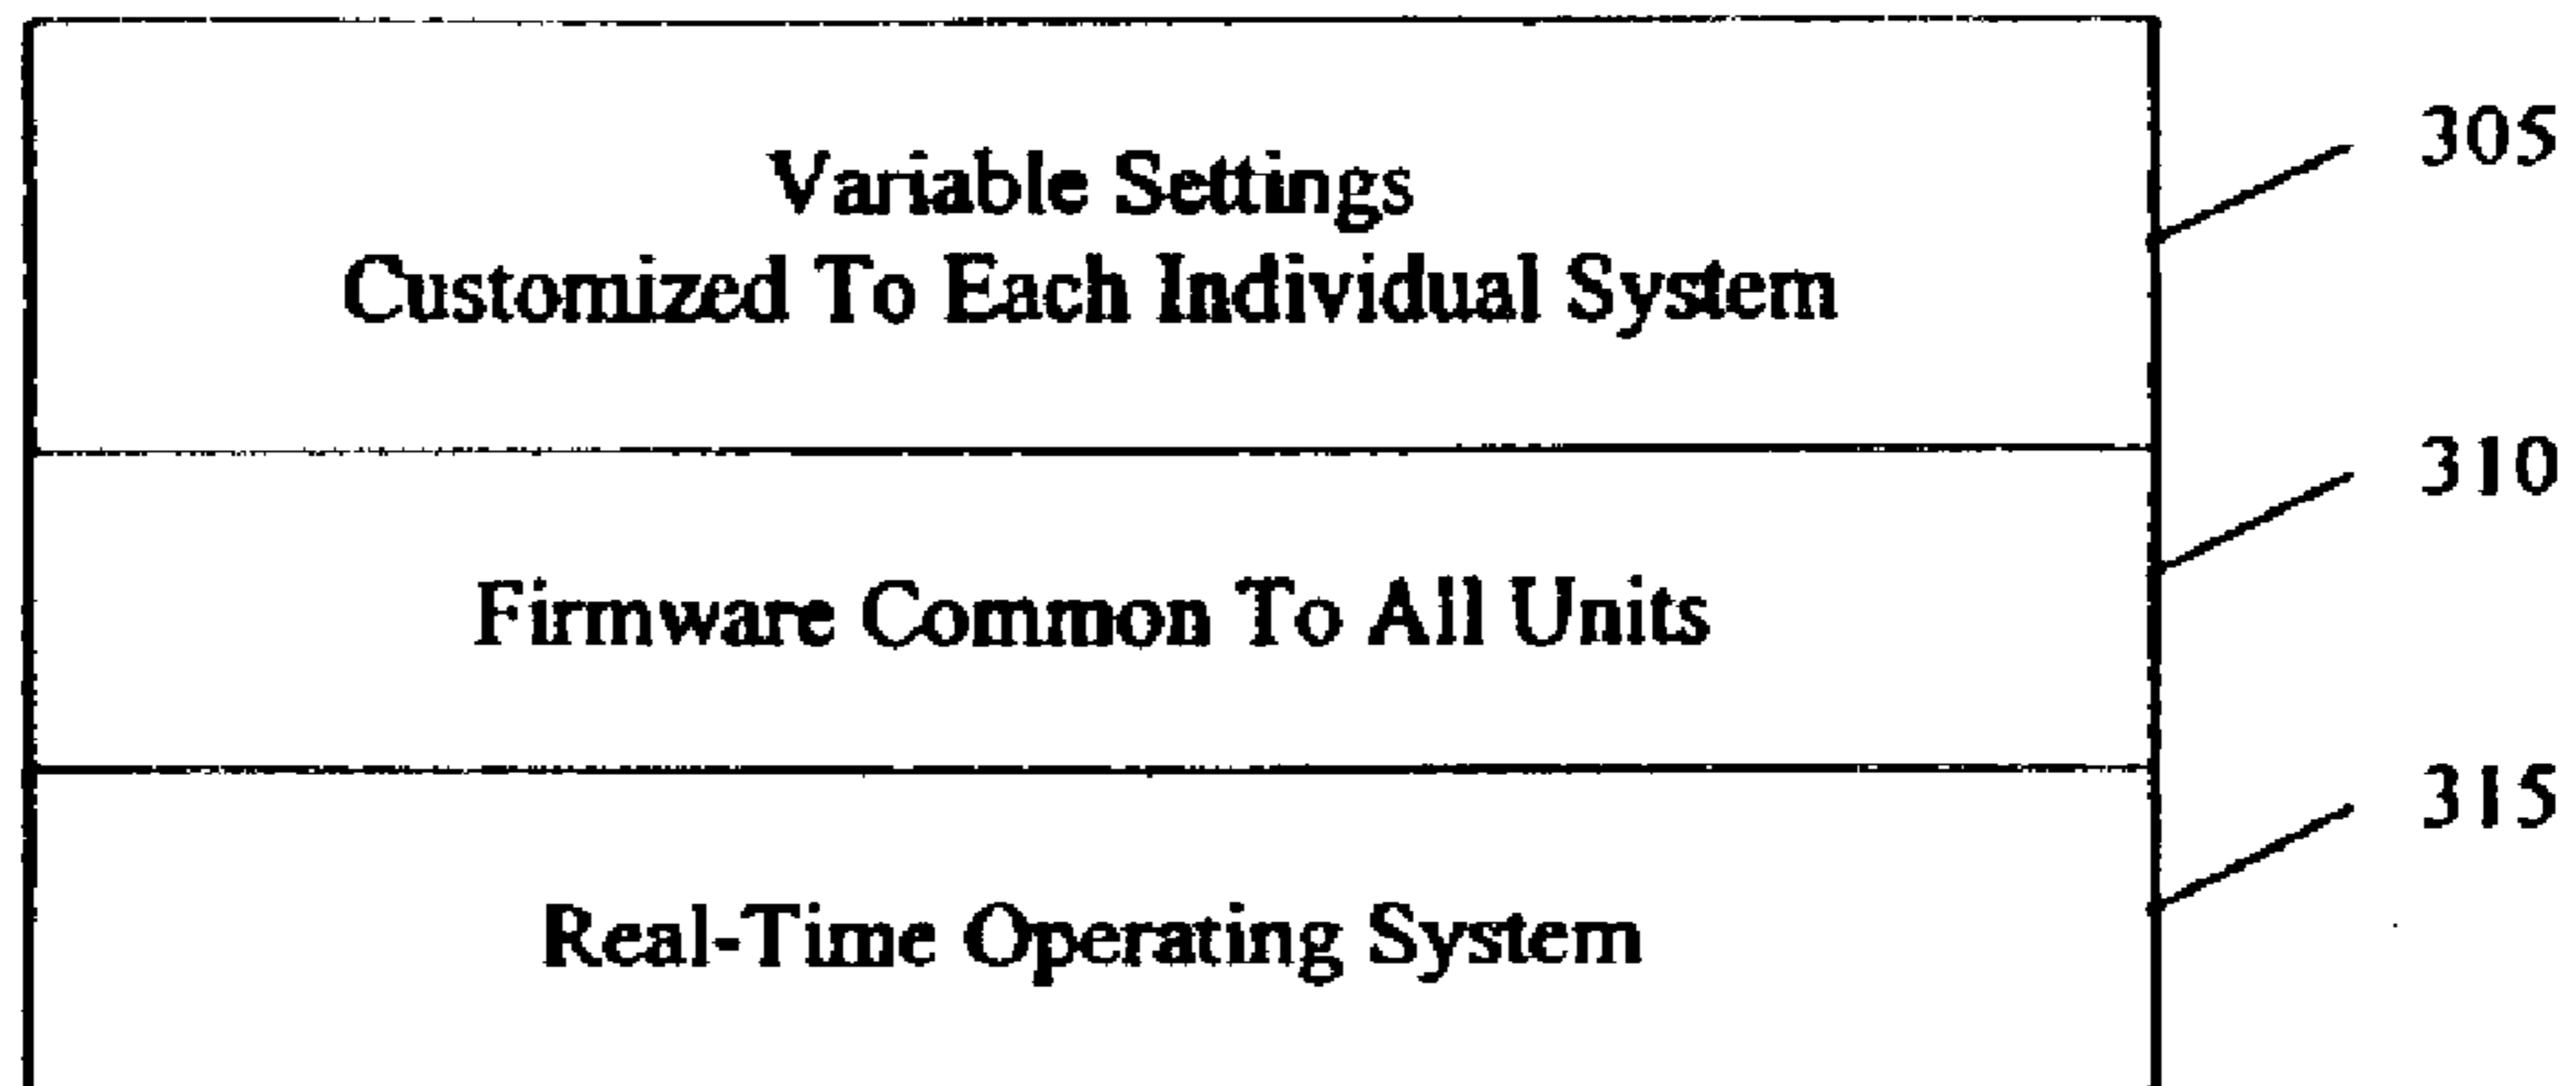 305
Variable Settings
Customized To Each Individual System
310
Firmware Common To All Units
315
Real-Time Operating System